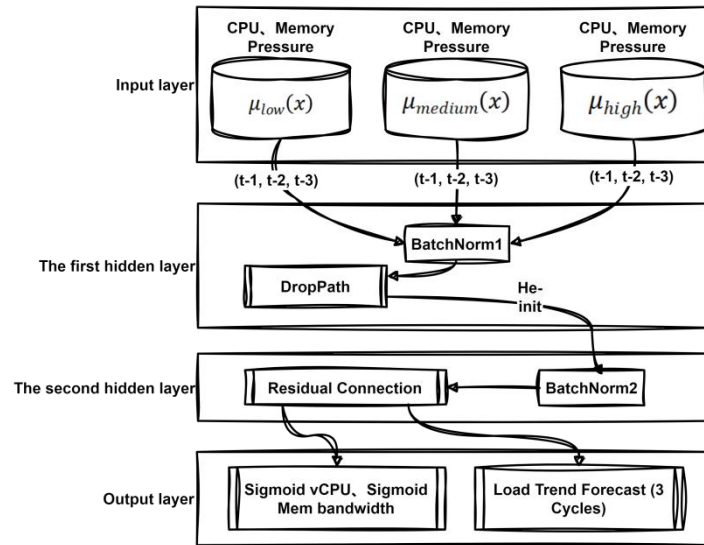 CPU、Memory
Pressure
CPU、Memory
Pressure
CPU、Memory
Pressure
Input layer
μlow(x)
μmedium(x)
μhigh(x)
(t-1, t-2, t-3)
(t-1, t-2, t-3)
(t-1, t-2, t-3)
The first hidden layer
BatchNorm1
DropPath
He-
init
The second hidden layer
Residual Connection
BatchNorm2
Output layer
Sigmoid vCPU、Sigmoid
Mem bandwidth
Load Trend Forecast (3
Cycles)